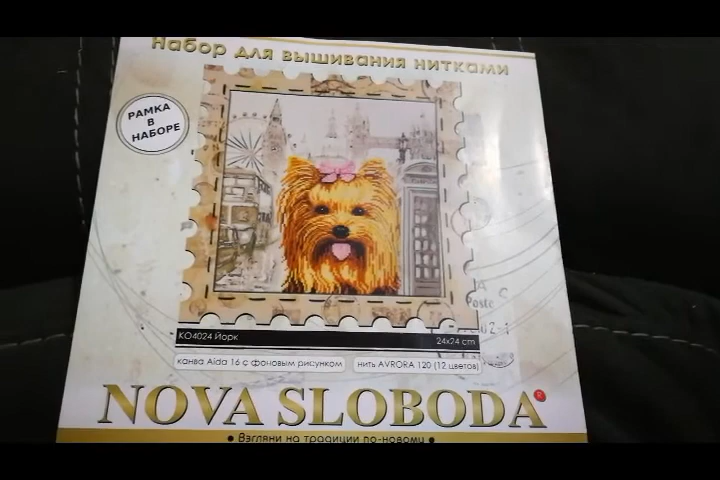 Набор для вышивания нитками
РАМКА
В
НАБОРЕ
Poste
КО4024 Йорк
24x24 cm
канва Aida 16 с фоновым рисунком
нить AVRORA 120 (12 цветов)
NOVA SLOBODA®
• Взгляни на традиции по-новому •